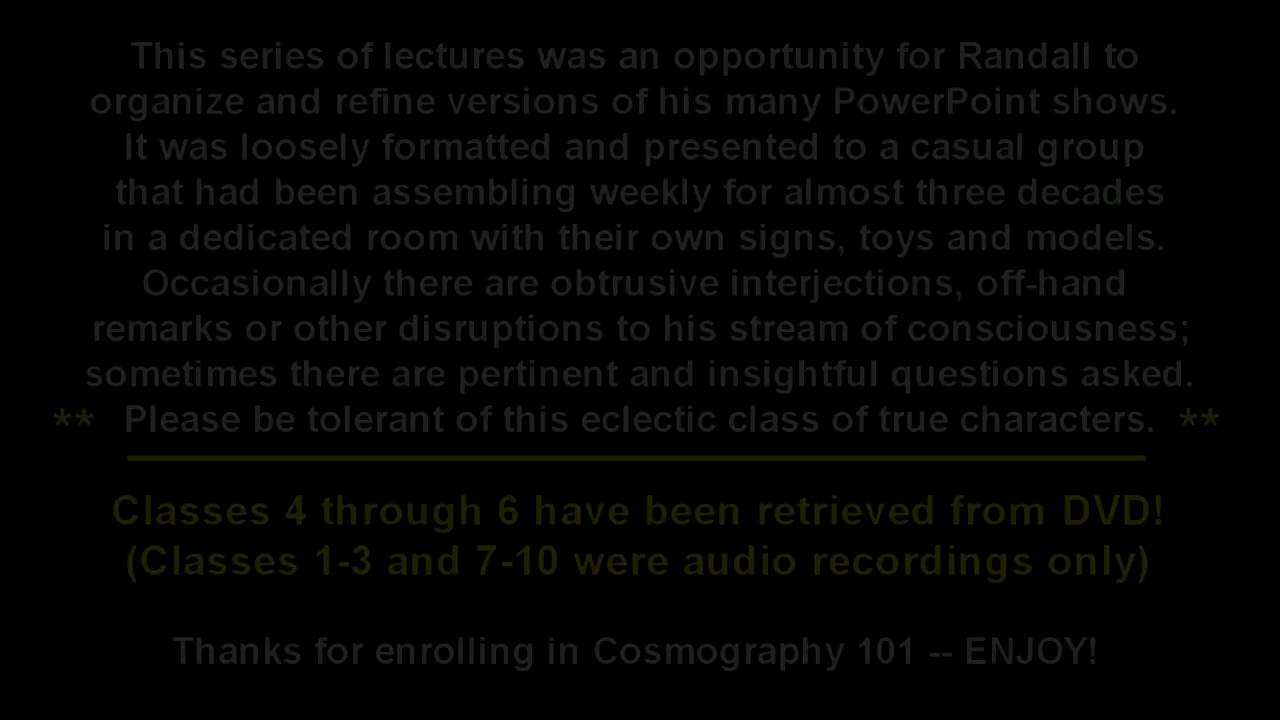 This series of lectures was an opportunity for Randall to
organize and refine versions of his many PowerPoint shows.
It was loosely formatted and presented to a casual group
that had been assembling weekly for almost three decades
in a dedicated room with their own signs, toys and models.
Occasionally there are obtrusive interjections, off-hand
remarks or other disruptions to his stream of consciousness;
sometimes there are pertinent and insightful questions asked.
** Please be tolerant of this eclectic class of true characters. **
Classes 4 through 6 have been retrieved from DVD!
(Classes 1-3 and 7-10 were audio recordings only)
Thanks for enrolling in Cosmography 101 -- ENJOY!